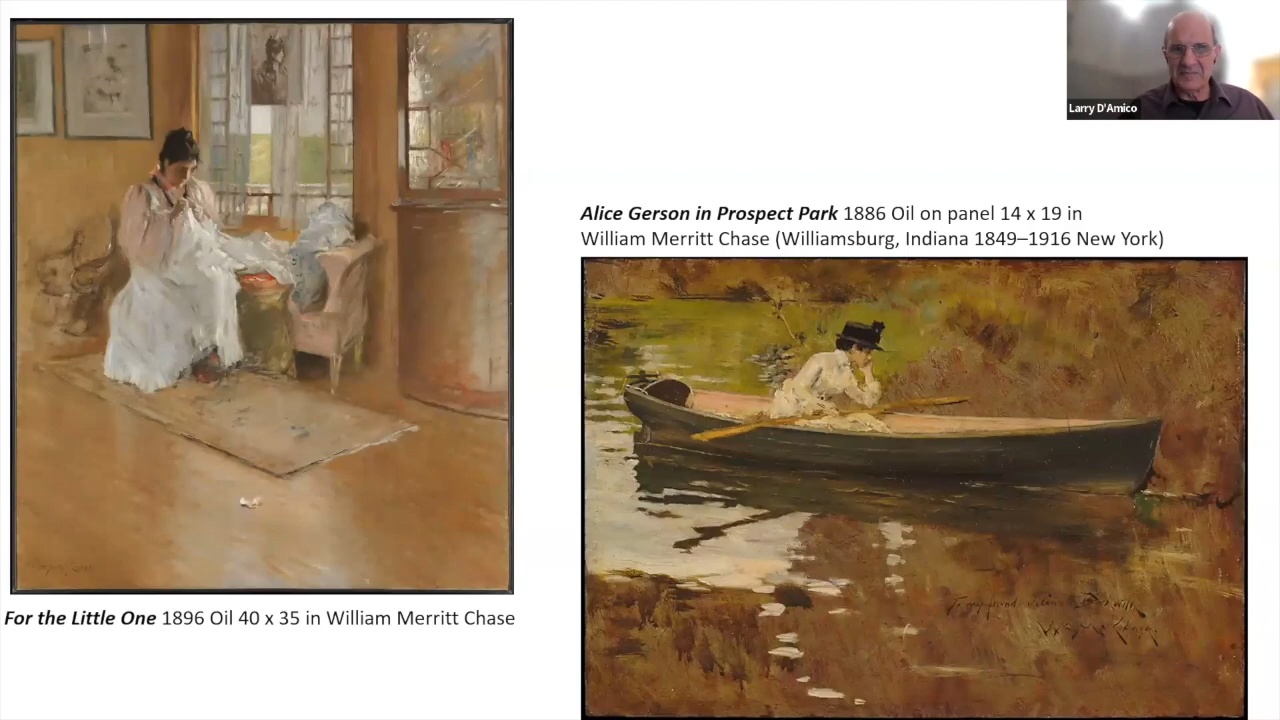 Larry D'Amico
Alice Gerson in Prospect Park 1886 Oil on panel 14 x 19 in
William Merritt Chase (Williamsburg, Indiana 1849–1916 New York)
For the Little One 1896 Oil 40 x 35 in William Merritt Chase